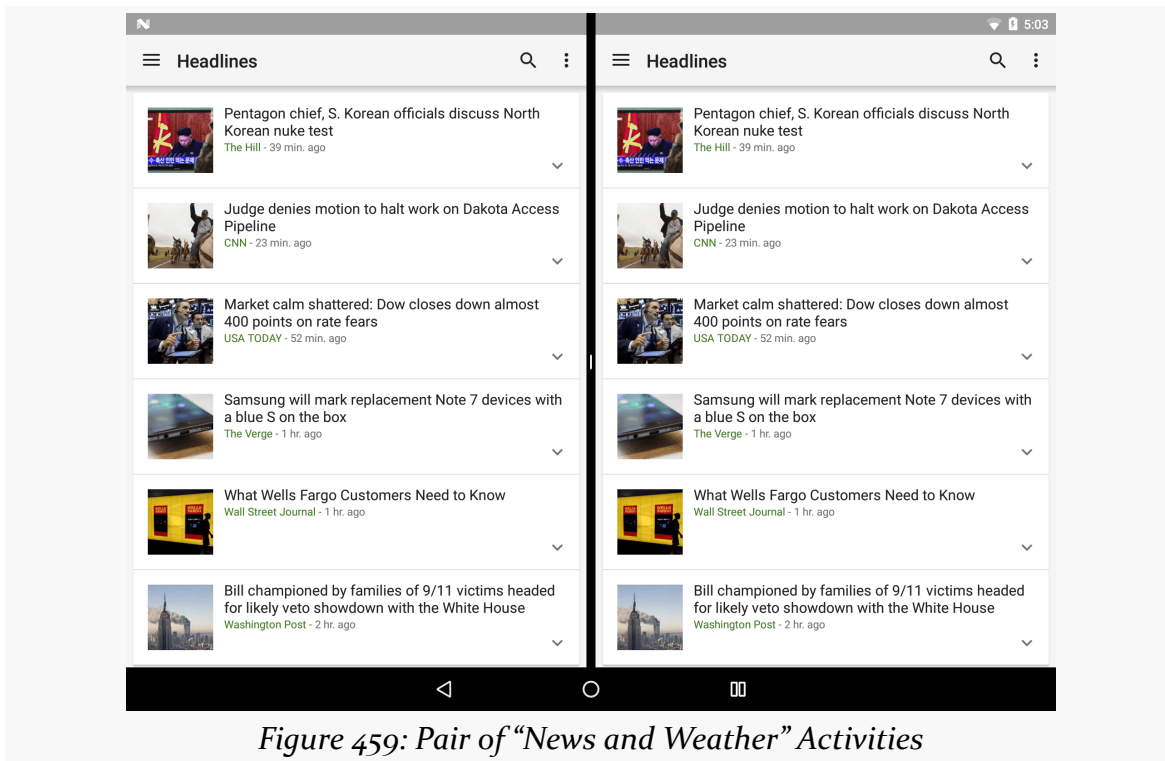 5:03
Headlines
Pentagon chief, S. Korean officials discuss North
Korean nuke test
The Hill - 39 min. ago
Judge denies motion to halt work on Dakota Access
Pipeline
CNN - 23 min. ago
Market calm shattered: Dow closes down almost
400 points on rate fears
USA TODAY - 52 min. ago
Samsung will mark replacement Note 7 devices with
a blue S on the box
The Verge - 1 hr. ago
What Wells Fargo Customers Need to Know
Wall Street Journal - 1 hr. ago
Bill championed by families of 9/11 victims headed
for likely veto showdown with the White House
Washington Post - 2 hr. ago
Headlines
Pentagon chief, S. Korean officials discuss North
Korean nuke test
The Hill - 39 min. ago
Judge denies motion to halt work on Dakota Access
Pipeline
CNN - 23 min. ago
Market calm shattered: Dow closes down almost
400 points on rate fears
USA TODAY - 52 min. ago
Samsung will mark replacement Note 7 devices with
a blue S on the box
The Verge - 1 hr. ago
What Wells Fargo Customers Need to Know
Wall Street Journal - 1 hr. ago
Bill championed by families of 9/11 victims headed
for likely veto showdown with the White House
Washington Post - 2 hr. ago
Figure 459: Pair of “News and Weather” Activities